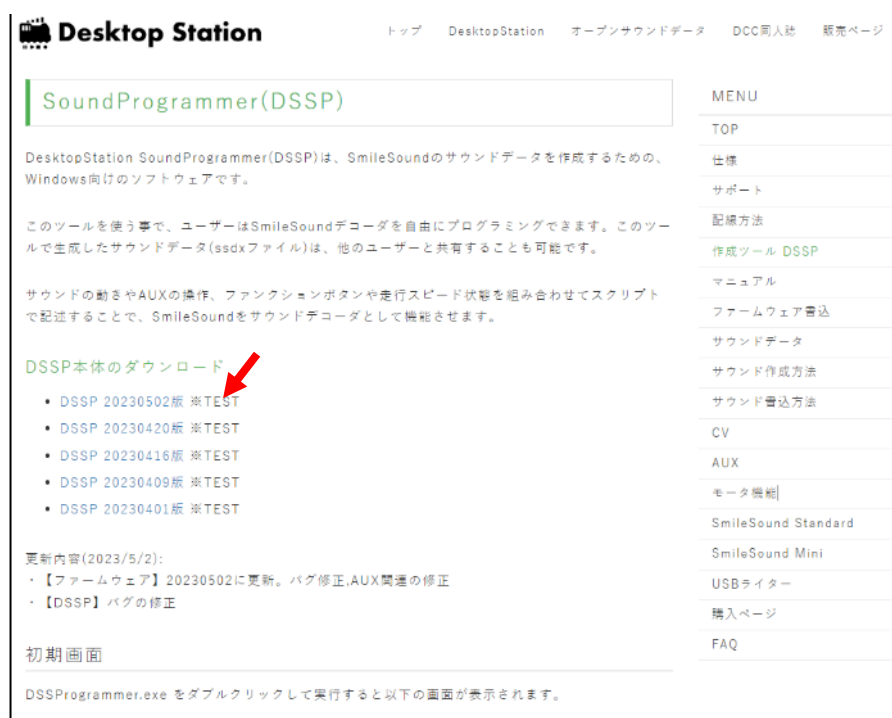 Desktop Station
トップ DesktopStation オープンサウンドデータ DCC同人誌 販売ページ
SoundProgrammer(DSSP)
DesktopStation SoundProgrammer(DSSP)は、SmileSoundのサウンドデータを作成するための、
Windows向けのソフトウェアです。
このツールを使う事で、ユーザーはSmileSoundデコーダを自由にプログラミングできます。このツー
ルで生成したサウンドデータ(ssdxファイル)は、他のユーザーと共有することも可能です。
サウンドの動きやAUXの操作、ファンクションボタンや走行スピード状態を組み合わせてスクリプト
で記述することで、SmileSoundをサウンドデコーダとして機能させます。
DSSP本体のダウンロード
• DSSP 20230502版 ※TEST
• DSSP 20230420版 ※TEST
• DSSP 20230416版 ※TEST
• DSSP 20230409版 ※TEST
• DSSP 20230401版 ※TEST
更新内容(2023/5/2):
・【ファームウェア】20230502に更新。バグ修正,AUX関連の修正
・【DSSP】バグの修正
初期画面
DSSProgrammer.exe をダブルクリックして実行すると以下の画面が表示されます。
MENU
TOP
仕様
サポート
配線方法
作成ツール DSSP
マニュアル
ファームウェア書込
サウンドデータ
サウンド作成方法
サウンド書込方法
CV
AUX
モータ機能
SmileSound Standard
SmileSound Mini
USBライター
購入ページ
FAQ